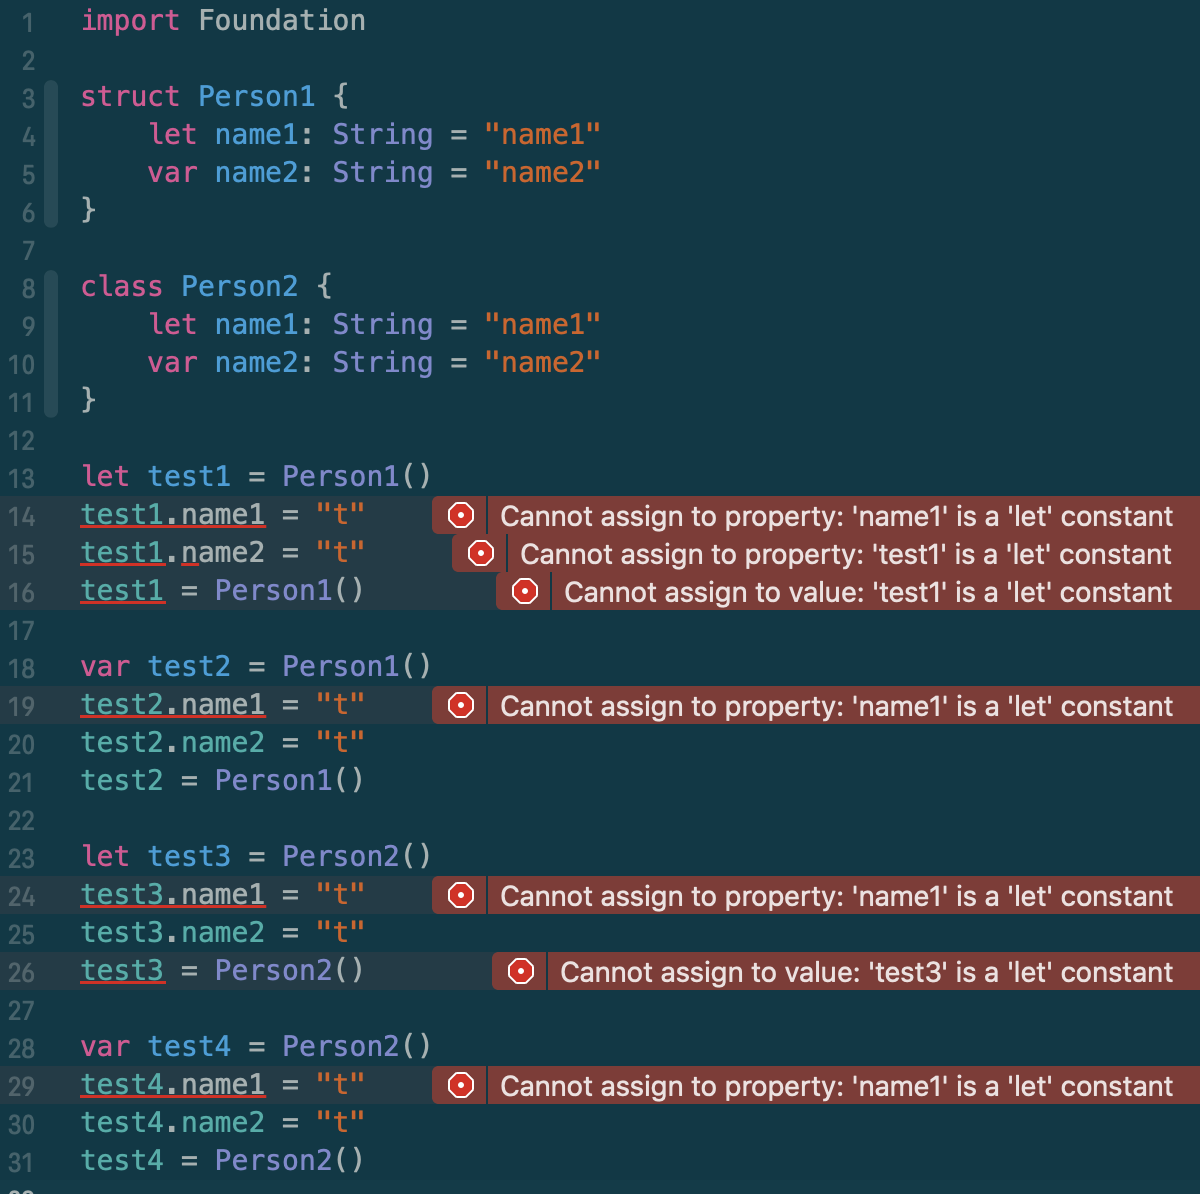 1 import Foundation
2
3 struct Person1 {
4 let name1: String = "name1"
5 var name2: String = "name2"
6 }
7
8 class Person2 {
9 let name1: String = "name1"
10 var name2: String = "name2"
11 }
12
13 let test1 = Person1()
14 test1.name1 = "t" Cannot assign to property: 'name1' is a 'let' constant
15 test1.name2 = "t" Cannot assign to property: 'test1' is a 'let' constant
16 test1 = Person1() Cannot assign to value: 'test1' is a 'let' constant
17
18 var test2 = Person1()
19 test2.name1 = "t" Cannot assign to property: 'name1' is a 'let' constant
20 test2.name2 = "t"
21 test2 = Person1()
22
23 let test3 = Person2()
24 test3.name1 = "t" Cannot assign to property: 'name1' is a 'let' constant
25 test3.name2 = "t"
26 test3 = Person2() Cannot assign to value: 'test3' is a 'let' constant
27
28 var test4 = Person2()
29 test4.name1 = "t" Cannot assign to property: 'name1' is a 'let' constant
30 test4.name2 = "t"
31 test4 = Person2()